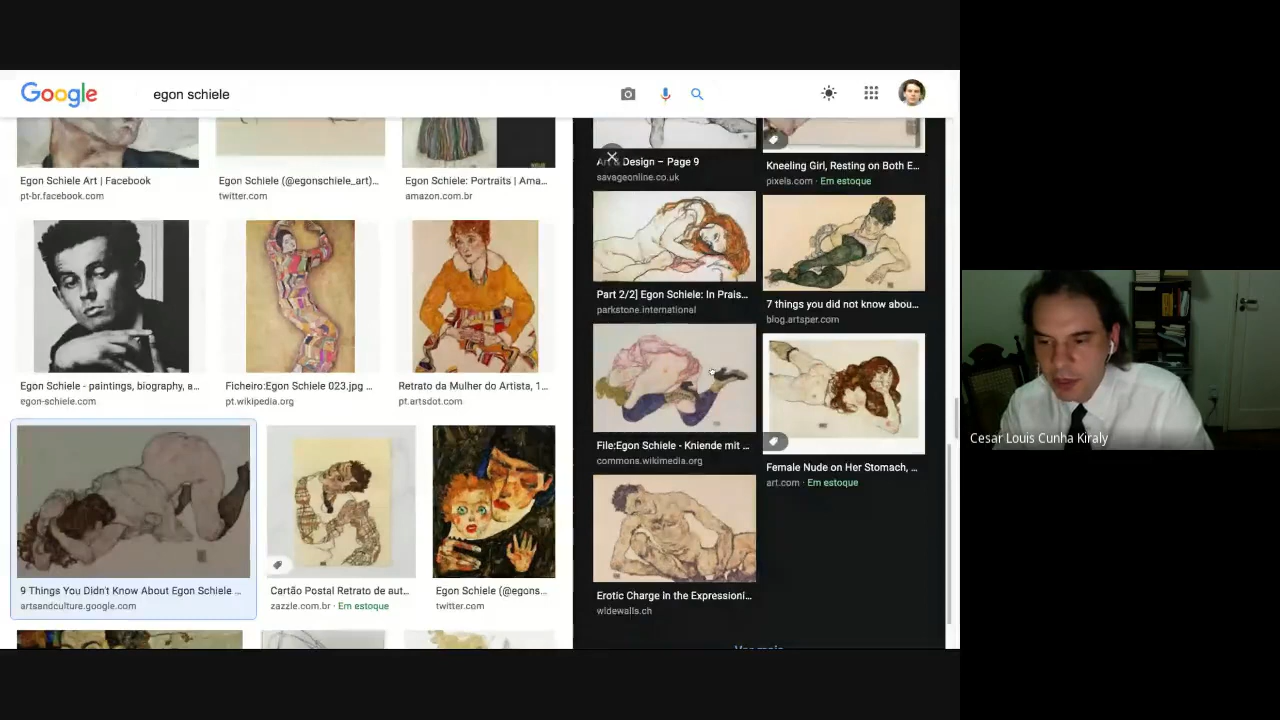 Google
egon schiele
Egon Schiele Art | Facebook
pt-br.facebook.com
Egon Schiele (@egonschiele_art)...
twitter.com
Egon Schiele: Portraits | Ama...
amazon.com.br
Egon Schiele - paintings, biography, a...
egon-schiele.com
Ficheiro:Egon Schiele 023.jpg ...
pt.wikipedia.org
Retrato da Mulher do Artista, 1...
pt.artsdot.com
9 Things You Didn't Know About Egon Schiele ...
artsandculture.google.com
Cartão Postal Retrato de aut...
zazzle.com.br · Em estoque
Egon Schiele (@egons...
twitter.com
Art & Design – Page 9
savageonline.co.uk
Kneeling Girl, Resting on Both E...
pixels.com · Em estoque
Part 2/2] Egon Schiele: In Prais...
parkstone.international
7 things you did not know abou...
blog.artsper.com
File:Egon Schiele - Kniende mit ...
commons.wikimedia.org
Female Nude on Her Stomach, ...
art.com · Em estoque
Erotic Charge in the Expressioni...
widewalls.ch
Ver mais
Cesar Louis Cunha Kiraly